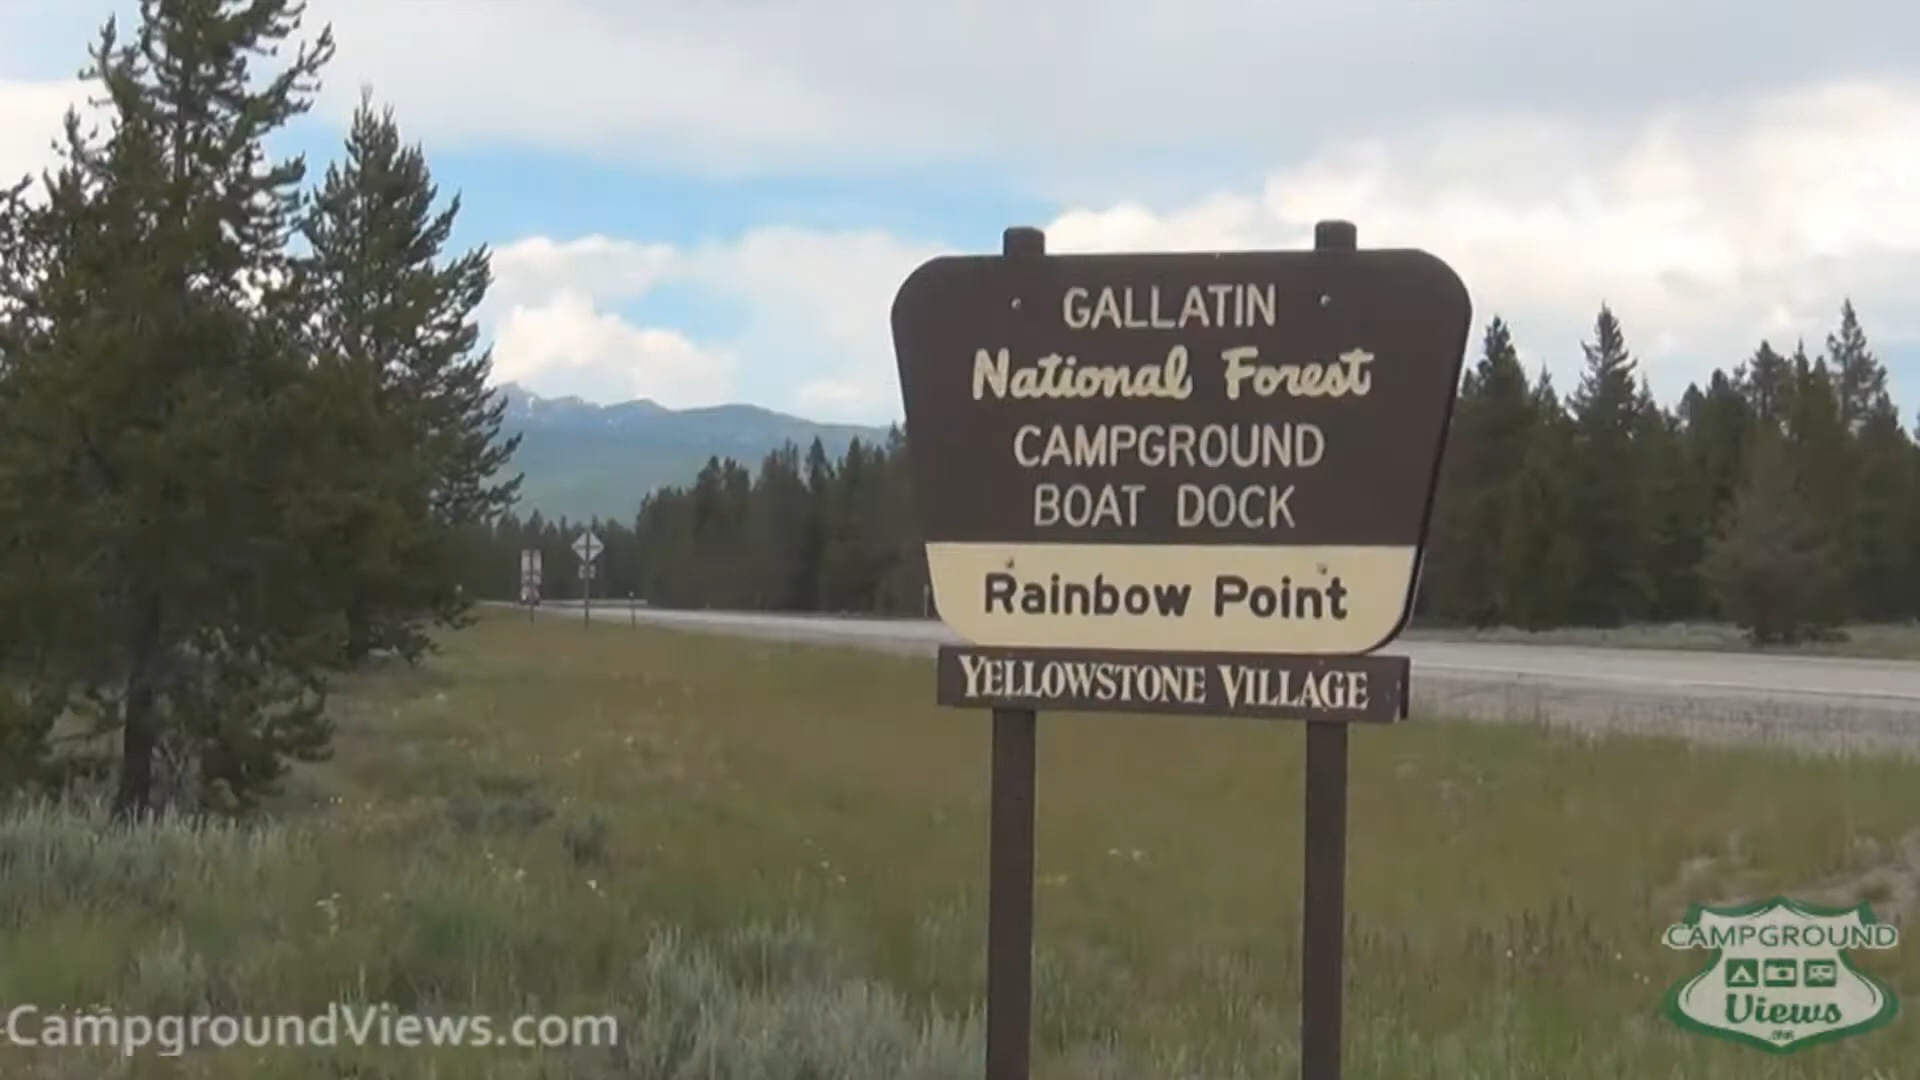 GALLATIN
National Forest
CAMPGROUND
BOAT DOCK
Rainbow Point
YELLOWSTONE VILLAGE
CampgroundViews.com
CAMPGROUND
Views